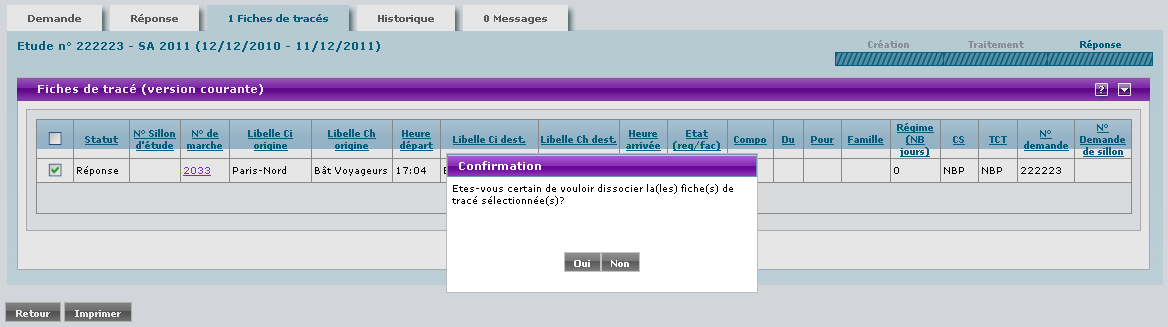 Demande
Réponse
1 Fiches de tracés
Historique
0 Messages
Etude n° 222223 - SA 2011 (12/12/2010 - 11/12/2011)
Création
Traitement
Réponse
Fiches de tracé (version courante)
?
Statut
N° Sillon d'étude
N° de marche
Libelle Ci origine
Libelle Ch origine
Heure départ
Libelle Ci dest.
Libelle Ch dest.
Heure arrivée
Etat (reg/fac)
Compo
Du
Pour
Famille
Régime (NB jours)
CS
TCT
N° demande
N° Demande de sillon
Réponse
2033
Paris-Nord
Bât Voyageurs
17:04
0
NBP
NBP
222223
Confirmation
Etes-vous certain de vouloir dissocier la(les) fiche(s) de
tracé sélectionnée(s)?
Oui
Non
Retour
Imprimer